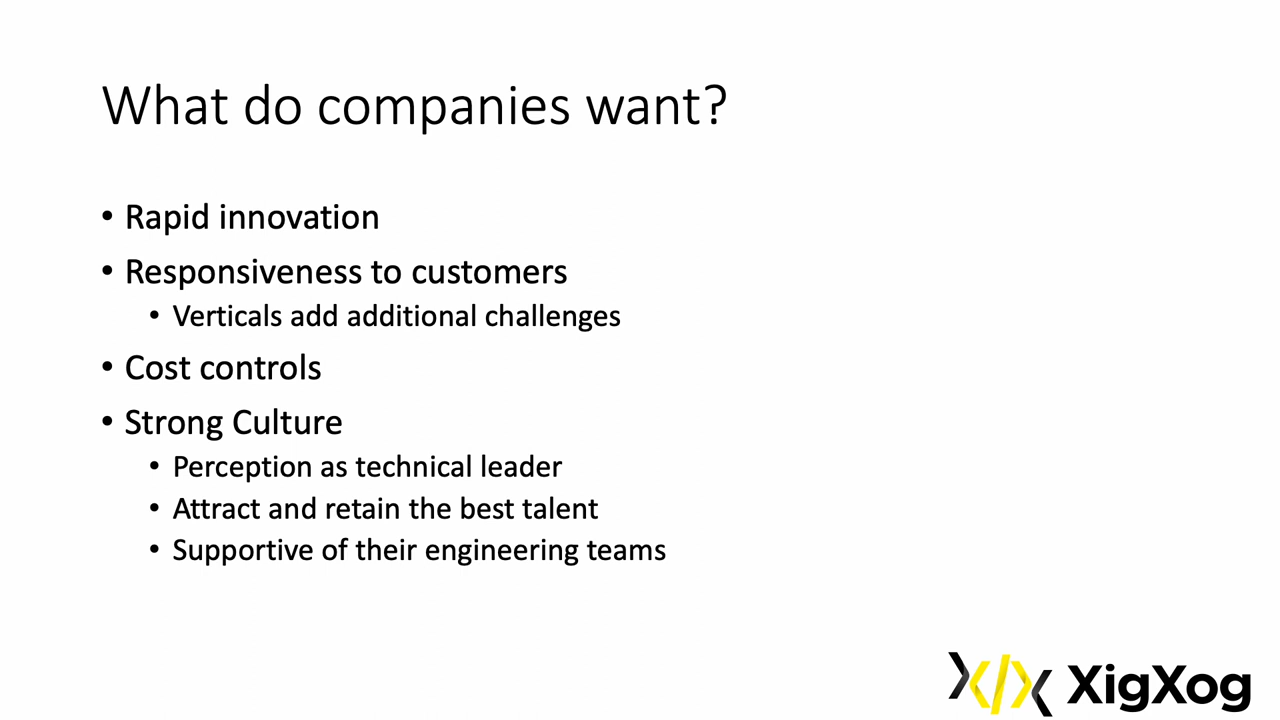 What do companies want?
• Rapid innovation
• Responsiveness to customers
• Verticals add additional challenges
• Cost controls
• Strong Culture
• Perception as technical leader
• Attract and retain the best talent
• Supportive of their engineering teams
XigXog